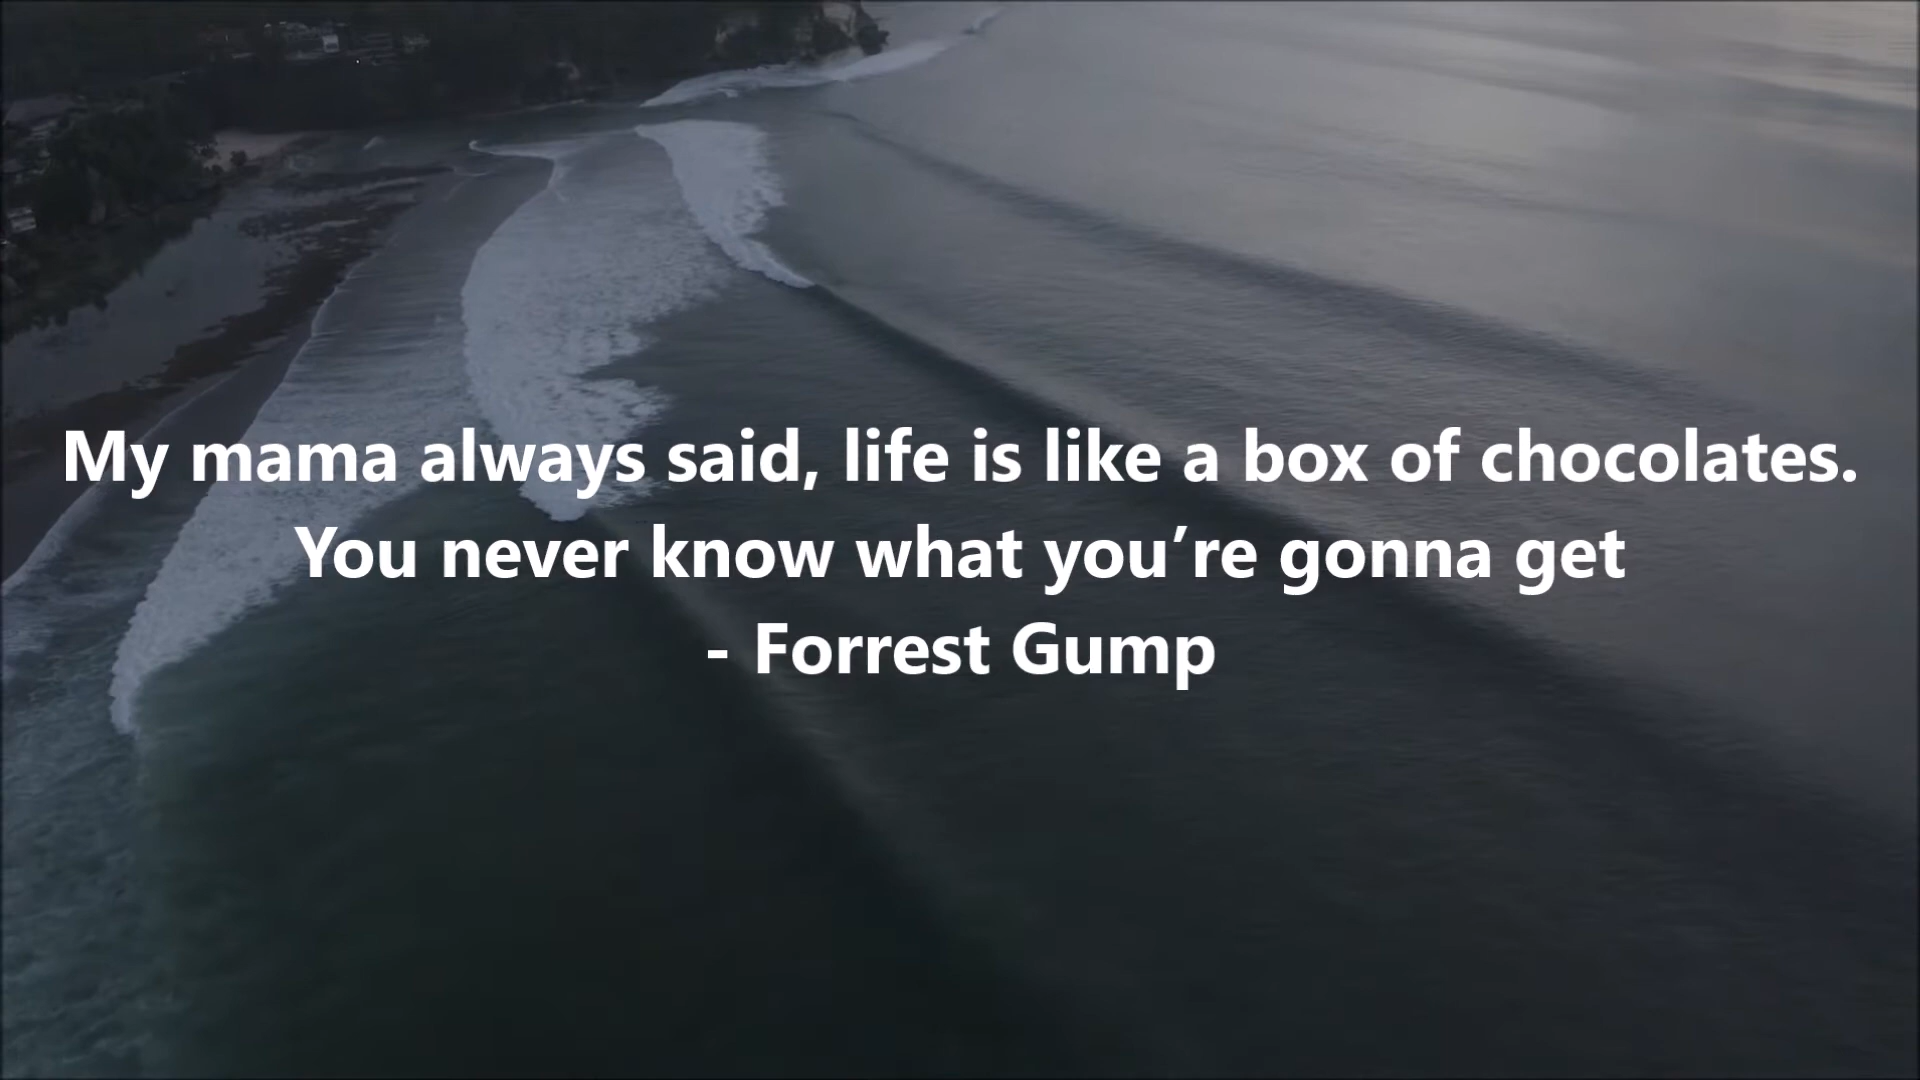 My mama always said, life is like a box of chocolates.
You never know what you’re gonna get
- Forrest Gump